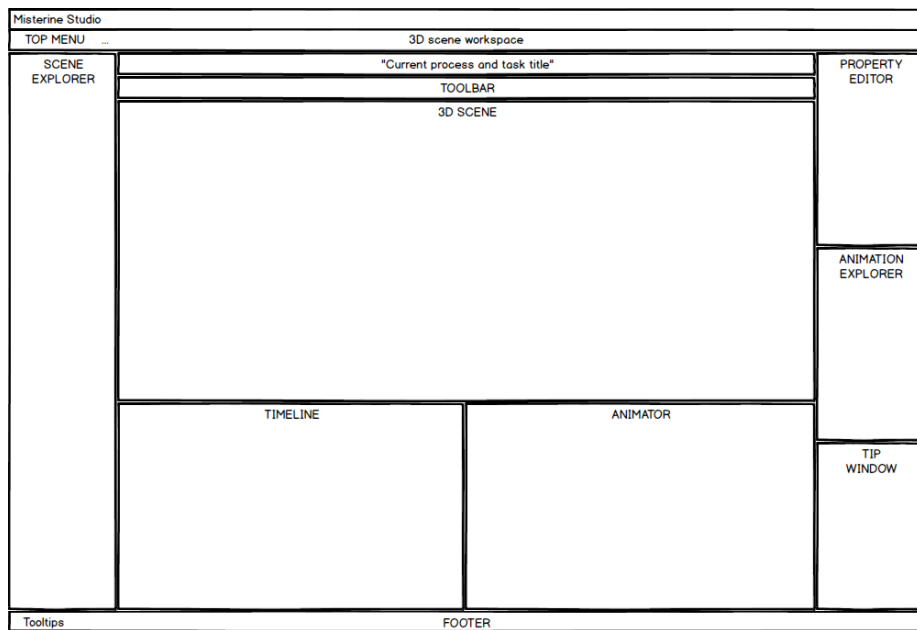 Misterine Studio
TOP MENU ... 3D scene workspace
SCENE
EXPLORER
"Current process and task title"
TOOLBAR
3D SCENE
PROPERTY
EDITOR
ANIMATION
EXPLORER
TIMELINE
ANIMATOR
TIP
WINDOW
Tooltips FOOTER